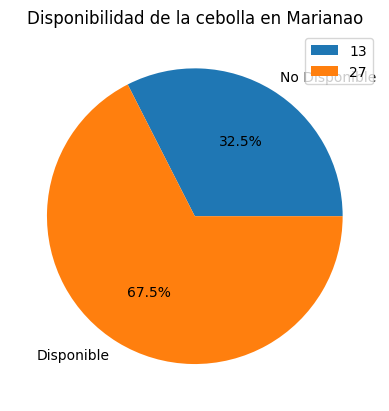 Disponibilidad de la cebolla en Marianao
13
27
No Disponible
32.5%
67.5%
Disponible